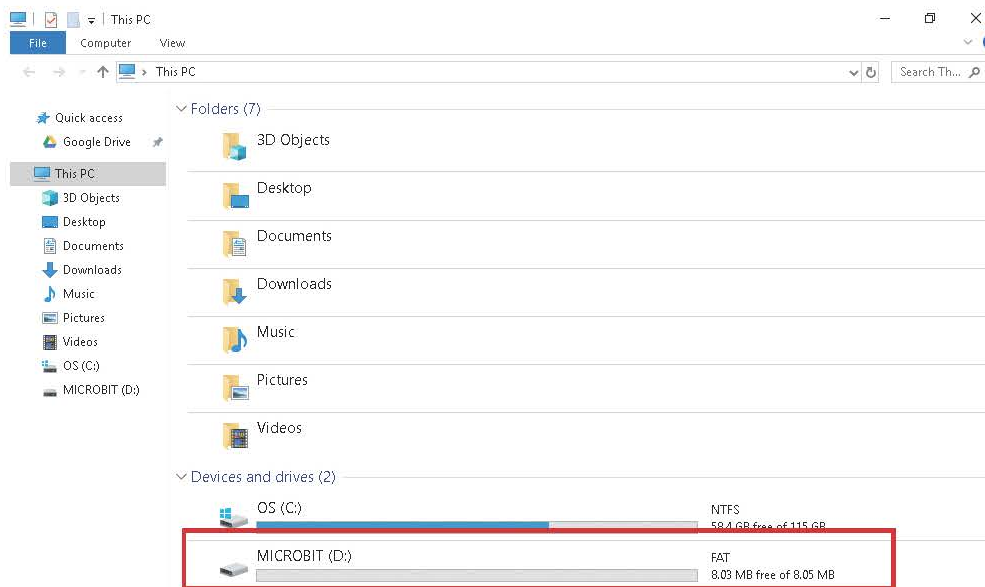 This PC
File Computer View
This PC
Search Th...
Quick access
Google Drive
This PC
3D Objects
Desktop
Documents
Downloads
Music
Pictures
Videos
OS (C:)
MICROBIT (D:)
Folders (7)
3D Objects
Desktop
Documents
Downloads
Music
Pictures
Videos
Devices and drives (2)
OS (C:)
NTFS
58.4 GB free of 115 GB
MICROBIT (D:)
FAT
8.03 MB free of 8.05 MB